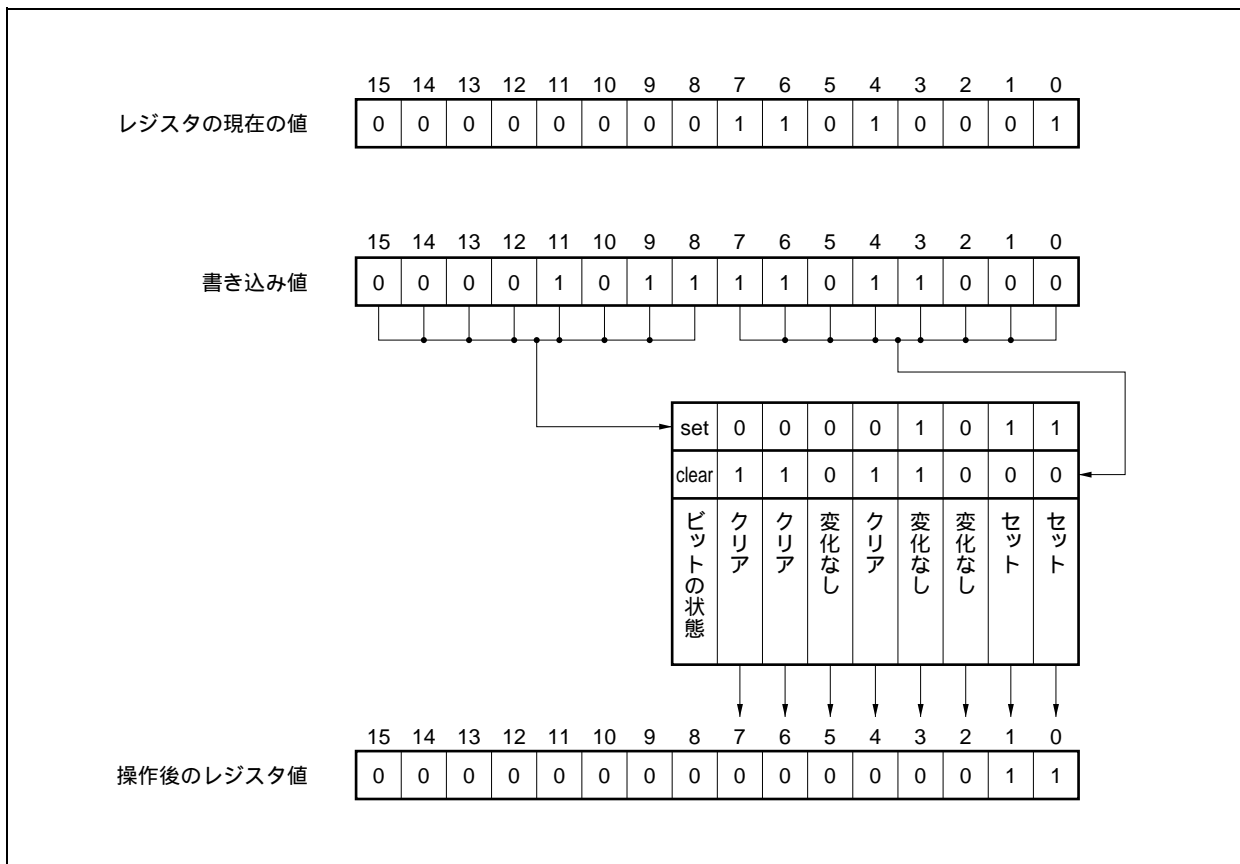 15 14 13 12 11 10 9 8 7 6 5 4 3 2 1 0
レジスタの現在の値 0 0 0 0 0 0 0 0 1 1 0 1 0 0 0 1
15 14 13 12 11 10 9 8 7 6 5 4 3 2 1 0
書き込み値 0 0 0 0 1 0 1 1 1 1 0 1 1 0 0 0
set 0 0 0 0 1 0 1 1
clear 1 1 0 1 1 0 0 0
ビットの状態 クリア クリア 変化なし クリア 変化なし 変化なし セット セット
15 14 13 12 11 10 9 8 7 6 5 4 3 2 1 0
操作後のレジスタ値 0 0 0 0 0 0 0 0 0 0 0 0 0 0 1 1